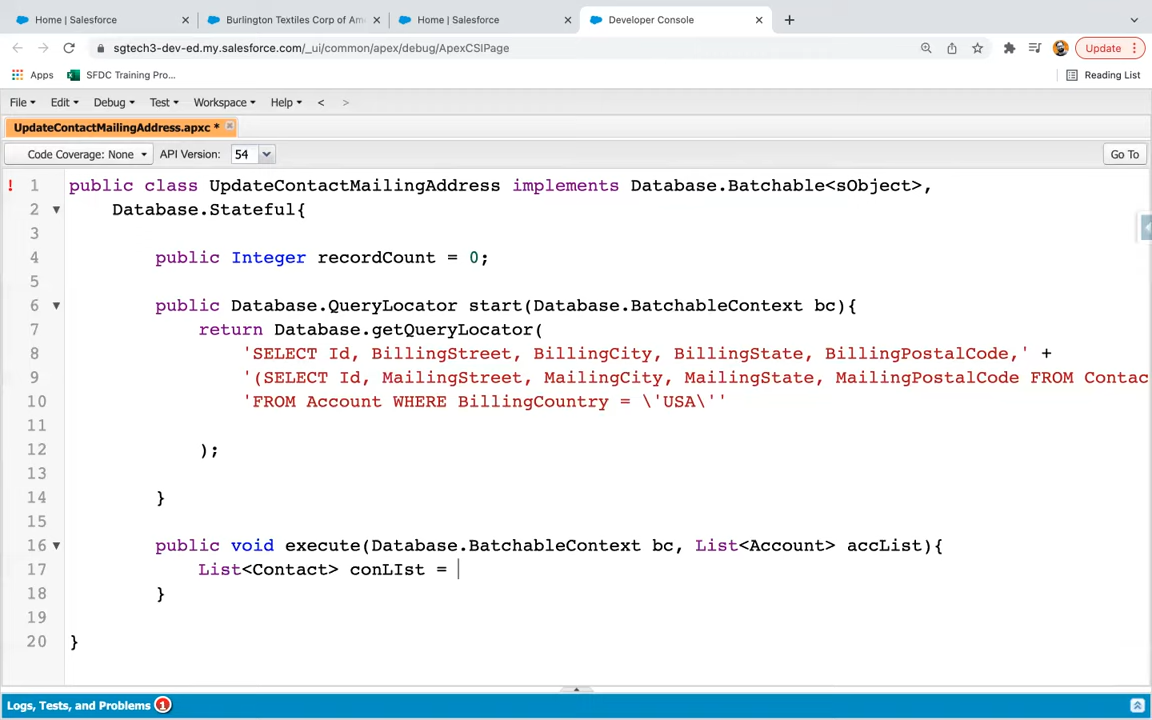 Home | Salesforce
Burlington Textiles Corp of Am
Home | Salesforce
Developer Console
sgtech3-dev-ed.my.salesforce.com/_ui/common/apex/debug/ApexCSIPage
Update
Apps
SFDC Training Pro...
Reading List
File Edit Debug Test Workspace Help < >
UpdateContactMailingAddress.apxc *
Code Coverage: None API Version: 54 Go To
! 1 public class UpdateContactMailingAddress implements Database.Batchable<sObject>,
2 Database.Stateful{
3
4 public Integer recordCount = 0;
5
6 public Database.QueryLocator start(Database.BatchableContext bc){
7 return Database.getQueryLocator(
8 'SELECT Id, BillingStreet, BillingCity, BillingState, BillingPostalCode,' +
9 '(SELECT Id, MailingStreet, MailingCity, MailingState, MailingPostalCode FROM Contac
10 'FROM Account WHERE BillingCountry = \'USA\''
11
12 );
13
14 }
15
16 public void execute(Database.BatchableContext bc, List<Account> accList){
17 List<Contact> conLIst =
18 }
19
20 }
Logs, Tests, and Problems 1